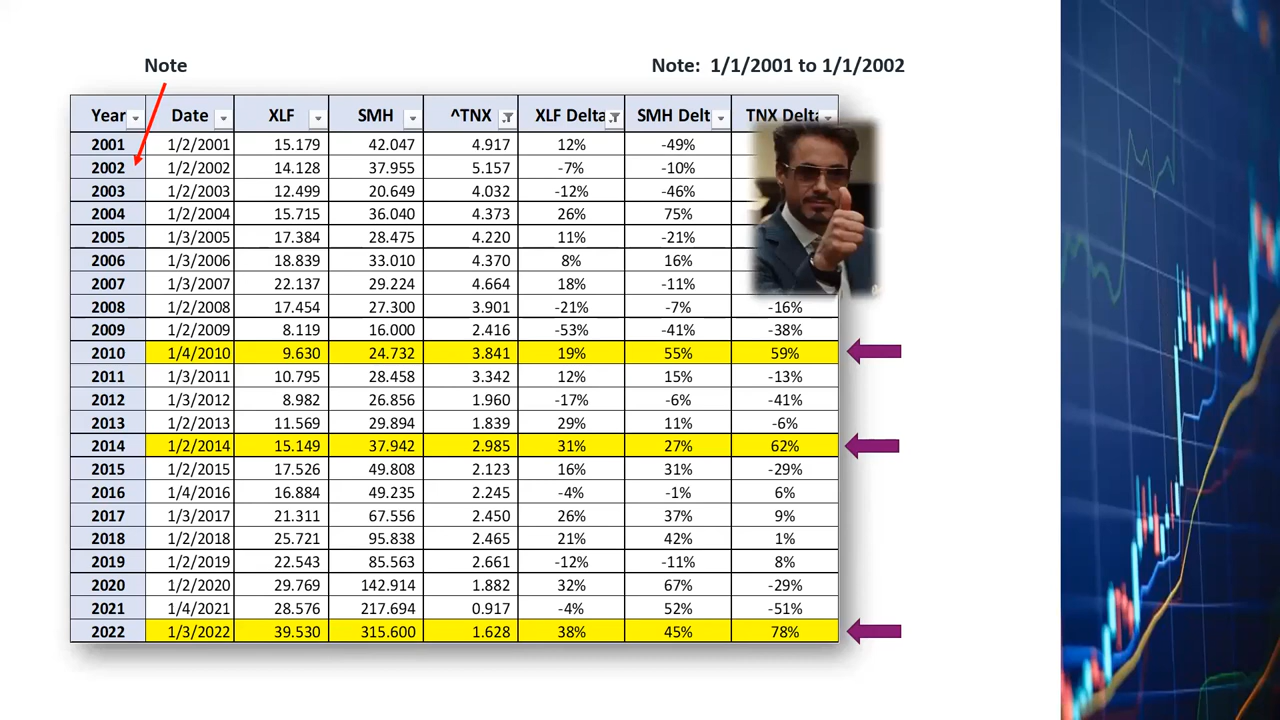 Note
Note: 1/1/2001 to 1/1/2002
Year Date XLF SMH ^TNX XLF Delta SMH Delt TNX Delta
2001 1/2/2001 15.179 42.047 4.917 12% -49%
2002 1/2/2002 14.128 37.955 5.157 -7% -10%
2003 1/2/2003 12.499 20.649 4.032 -12% -46%
2004 1/2/2004 15.715 36.040 4.373 26% 75%
2005 1/3/2005 17.384 28.475 4.220 11% -21%
2006 1/3/2006 18.839 33.010 4.370 8% 16%
2007 1/3/2007 22.137 29.224 4.664 18% -11%
2008 1/2/2008 17.454 27.300 3.901 -21% -7% -16%
2009 1/2/2009 8.119 16.000 2.416 -53% -41% -38%
2010 1/4/2010 9.630 24.732 3.841 19% 55% 59%
2011 1/3/2011 10.795 28.458 3.342 12% 15% -13%
2012 1/3/2012 8.982 26.856 1.960 -17% -6% -41%
2013 1/2/2013 11.569 29.894 1.839 29% 11% -6%
2014 1/2/2014 15.149 37.942 2.985 31% 27% 62%
2015 1/2/2015 17.526 49.808 2.123 16% 31% -29%
2016 1/4/2016 16.884 49.235 2.245 -4% -1% 6%
2017 1/3/2017 21.311 67.556 2.450 26% 37% 9%
2018 1/2/2018 25.721 95.838 2.465 21% 42% 1%
2019 1/2/2019 22.543 85.563 2.661 -12% -11% 8%
2020 1/2/2020 29.769 142.914 1.882 32% 67% -29%
2021 1/4/2021 28.576 217.694 0.917 -4% 52% -51%
2022 1/3/2022 39.530 315.600 1.628 38% 45% 78%